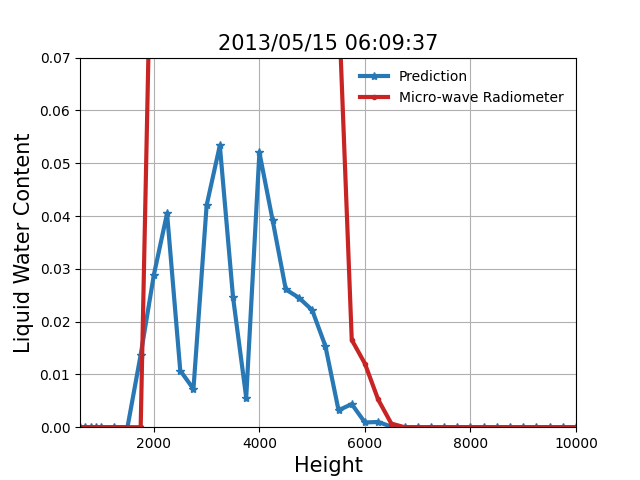 2013/05/15 06:09:37
Prediction
Micro-wave Radiometer
Liquid Water Content
0.07
0.06
0.05
0.04
0.03
0.02
0.01
0.00
2000 4000 6000 8000 10000
Height